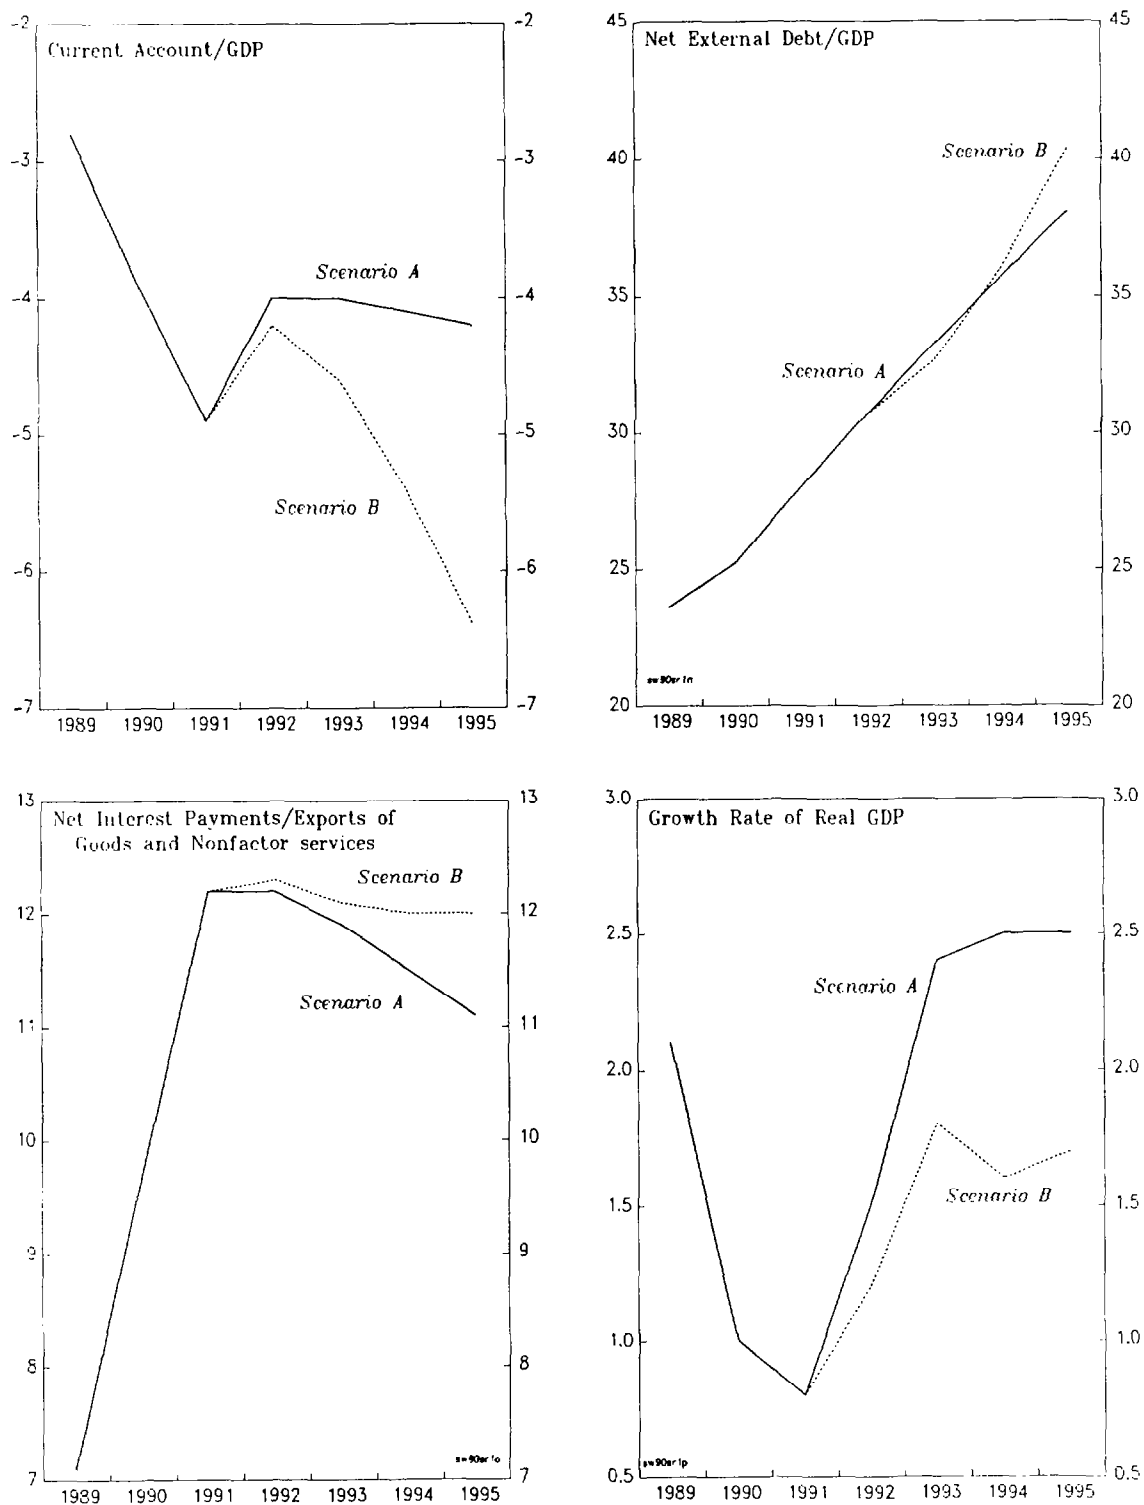 -2 -2
Current Account/GDP
-3 -3
Scenario A
-4 -4
-5 -5
Scenario B
-6 -6
-7 -7
1989 1990 1991 1992 1993 1994 1995
45 45
Net External Debt/GDP
40 Scenario B 40
35 35
Scenario A
30 30
25 25
sw90sr1n
20 20
1989 1990 1991 1992 1993 1994 1995
13 13
Net Interest Payments/Exports of
Goods and Nonfactor services
Scenario B
12 12
Scenario A
11 11
10 10
9 9
8 8
sw90sr1o
7 7
1989 1990 1991 1992 1993 1994 1995
3.0 3.0
Growth Rate of Real GDP
2.5 2.5
Scenario A
2.0 2.0
Scenario B
1.5 1.5
1.0 1.0
sw90sr1p
0.5 0.5
1989 1990 1991 1992 1993 1994 1995